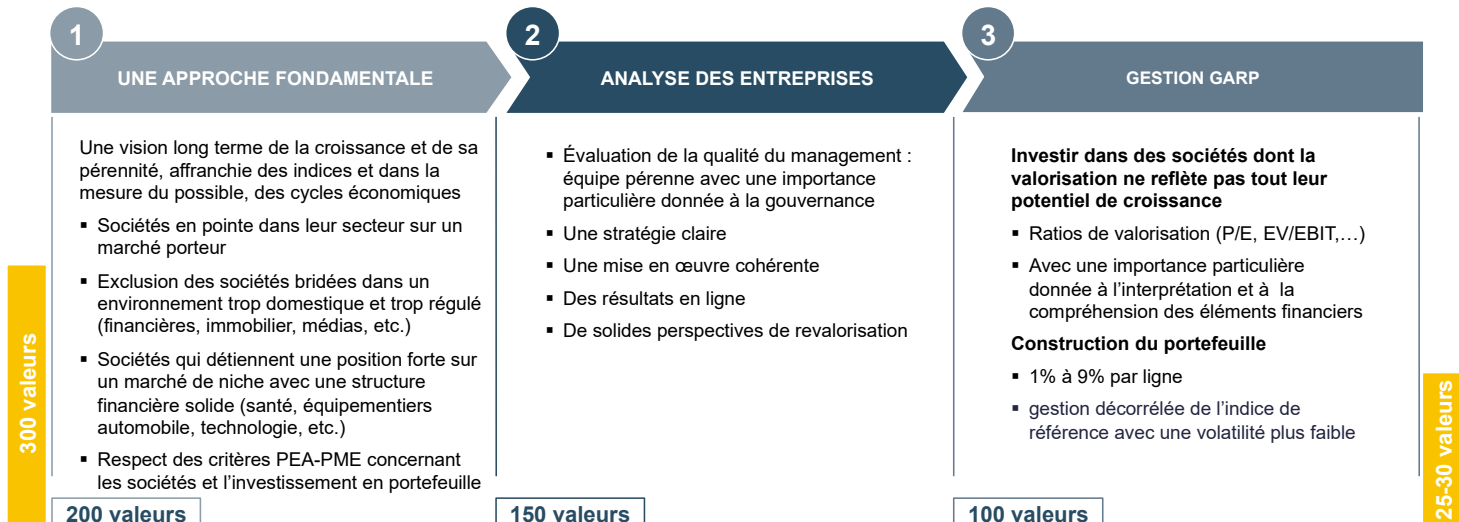 1
UNE APPROCHE FONDAMENTALE
2
ANALYSE DES ENTREPRISES
3
GESTION GARP
300 valeurs
Une vision long terme de la croissance et de sa
pérennité, affranchie des indices et dans la
mesure du possible, des cycles économiques
▪ Sociétés en pointe dans leur secteur sur un
marché porteur
▪ Exclusion des sociétés bridées dans un
environnement trop domestique et trop régulé
(financières, immobilier, médias, etc.)
▪ Sociétés qui détiennent une position forte sur
un marché de niche avec une structure
financière solide (santé, équipementiers
automobile, technologie, etc.)
▪ Respect des critères PEA-PME concernant
les sociétés et l’investissement en portefeuille
200 valeurs
▪ Évaluation de la qualité du management :
équipe pérenne avec une importance
particulière donnée à la gouvernance
▪ Une stratégie claire
▪ Une mise en œuvre cohérente
▪ Des résultats en ligne
▪ De solides perspectives de revalorisation
150 valeurs
Investir dans des sociétés dont la
valorisation ne reflète pas tout leur
potentiel de croissance
▪ Ratios de valorisation (P/E, EV/EBIT,…)
▪ Avec une importance particulière
donnée à l’interprétation et à la
compréhension des éléments financiers
Construction du portefeuille
▪ 1% à 9% par ligne
▪ gestion décorrélée de l’indice de
référence avec une volatilité plus faible
100 valeurs
25-30 valeurs